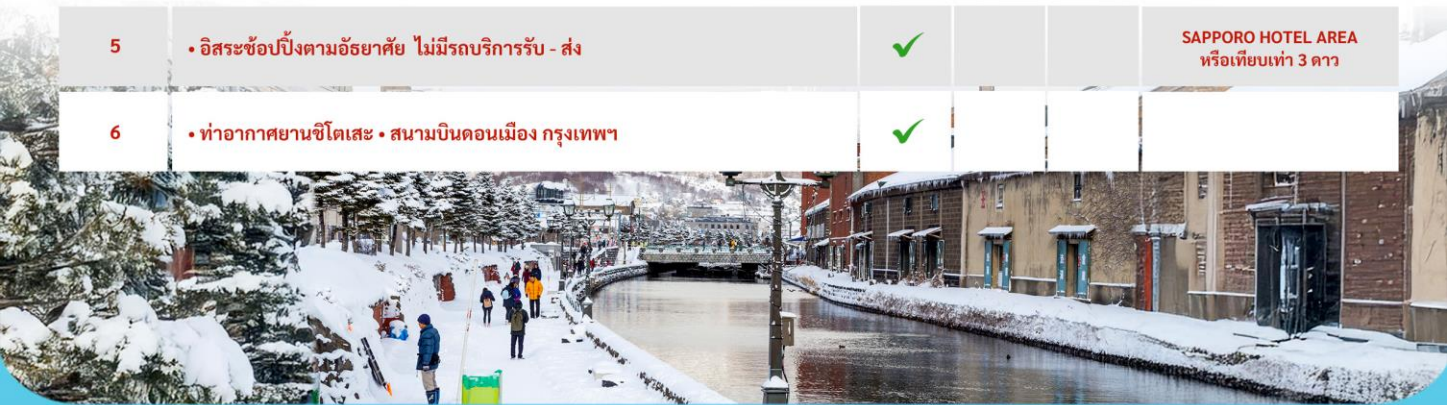 5
• อิสระช้อปปิ้งตามอัธยาศัย ไม่มีรถบริการรับ - ส่ง
SAPPORO HOTEL AREA
หรือเทียบเท่า 3 ดาว
6
• ท่าอากาศยานชิโตเสะ • สนามบินดอนเมือง กรุงเทพฯ